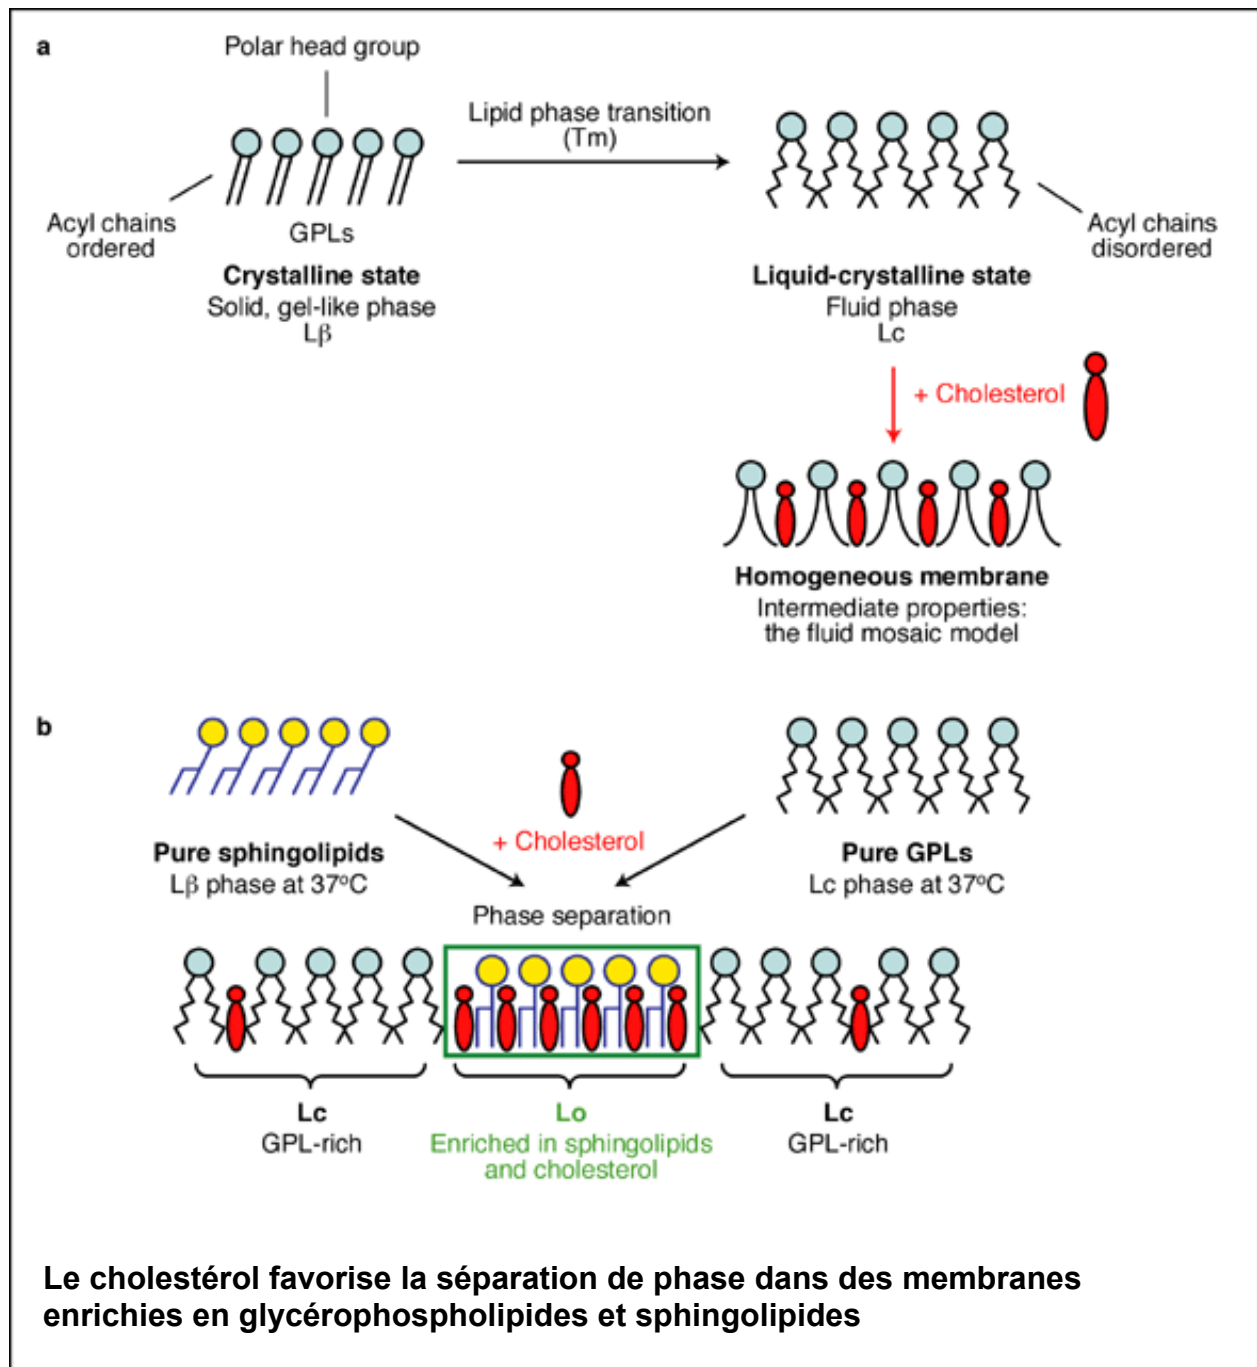 a
Polar head group
Lipid phase transition
(Tm)
Acyl chains
ordered
GPLs
Acyl chains
disordered
Crystalline state
Solid, gel-like phase
Lβ
Liquid-crystalline state
Fluid phase
Lc
+ Cholesterol
Homogeneous membrane
Intermediate properties:
the fluid mosaic model
b
+ Cholesterol
Pure sphingolipids
Lβ phase at 37ºC
Pure GPLs
Lc phase at 37ºC
Phase separation
Lc
GPL-rich
Lo
Enriched in sphingolipids
and cholesterol
Lc
GPL-rich
Le cholestérol favorise la séparation de phase dans des membranes
enrichies en glycérophospholipides et sphingolipides